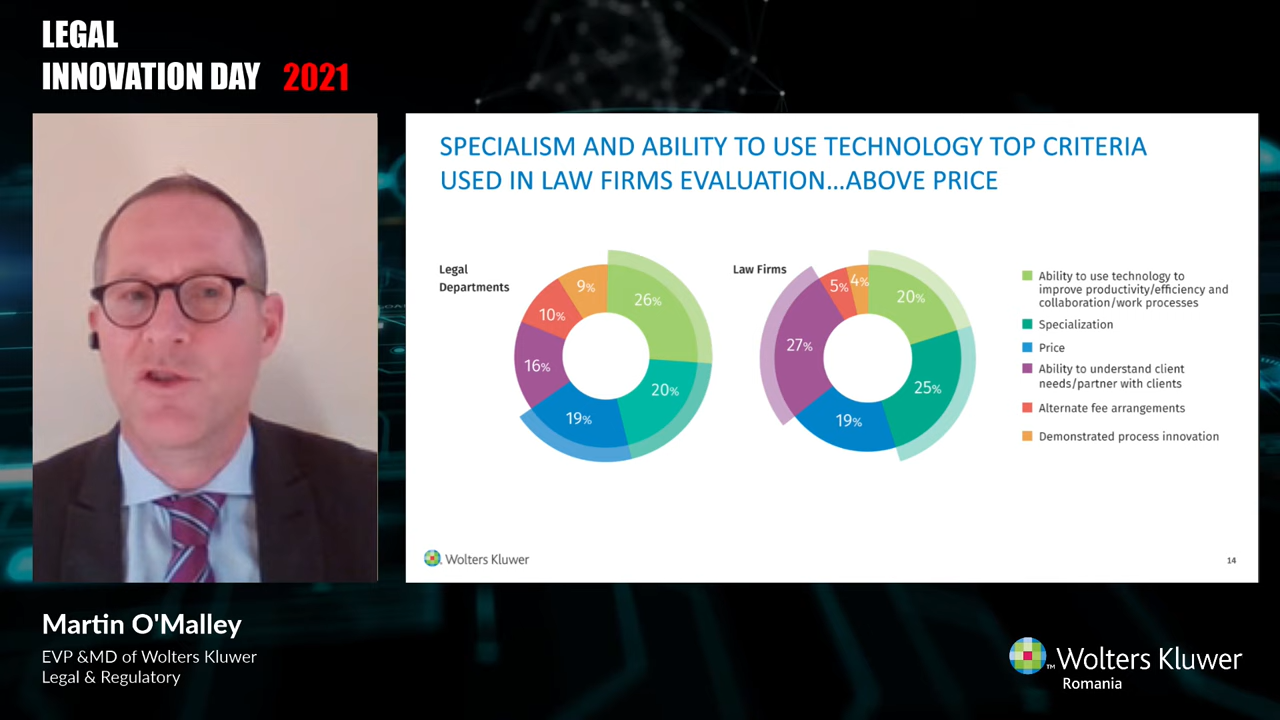 LEGAL
INNOVATION DAY 2021
SPECIALISM AND ABILITY TO USE TECHNOLOGY TOP CRITERIA
USED IN LAW FIRMS EVALUATION...ABOVE PRICE
Legal
Departments
26%
20%
19%
16%
10%
9%
Law Firms
20%
25%
19%
27%
5%
4%
Ability to use technology to
improve productivity/efficiency and
collaboration/work processes
Specialization
Price
Ability to understand client
needs/partner with clients
Alternate fee arrangements
Demonstrated process innovation
Wolters Kluwer
14
Martin O'Malley
EVP &MD of Wolters Kluwer
Legal & Regulatory
TM Wolters Kluwer
Romania